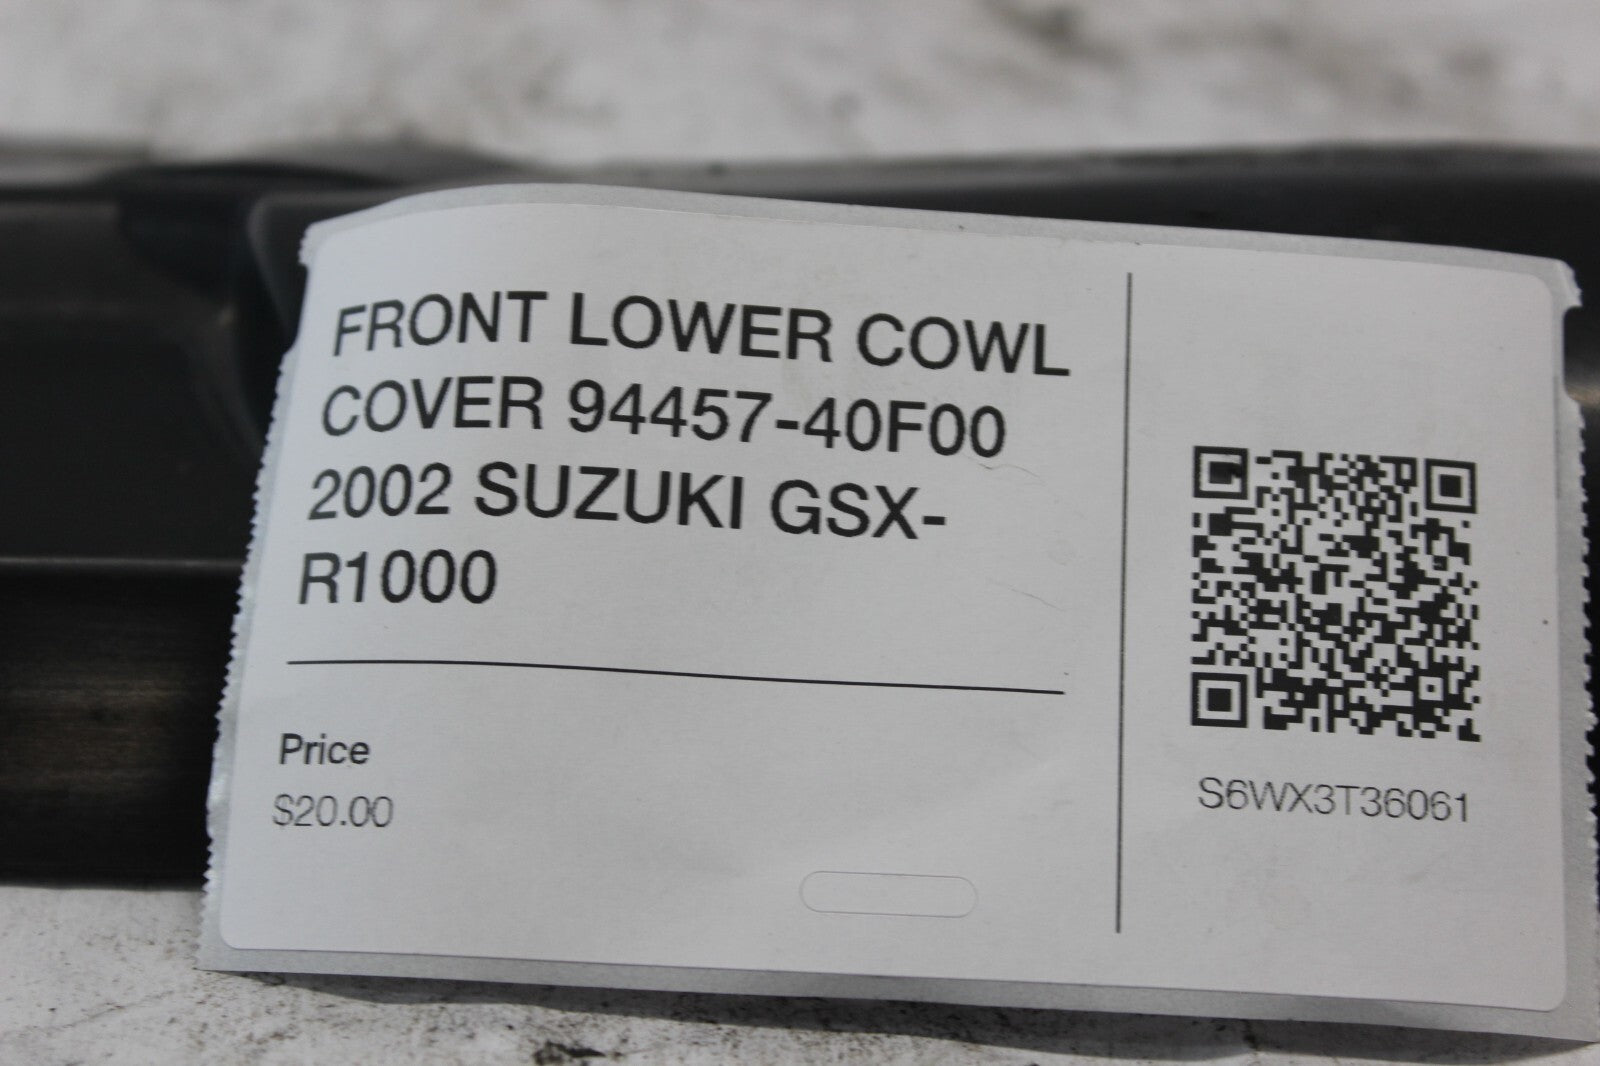 FRONT LOWER COWL
COVER 94457-40F00
2002 SUZUKI GSX-
R1000
Price
$20.00
S6WX3T36061